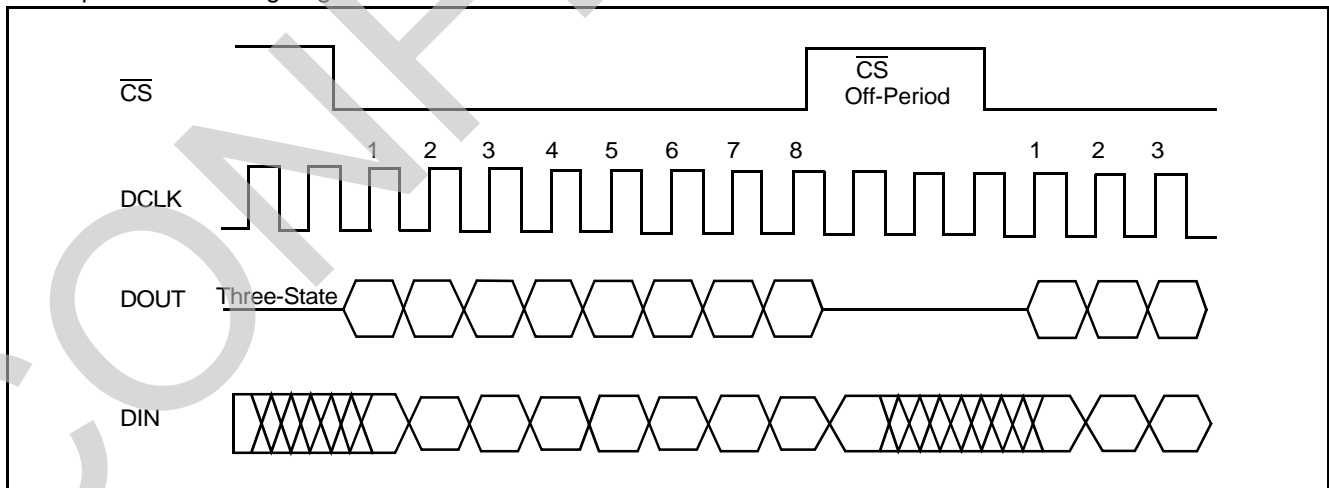 CS
CS
Off-Period
1 2 3 4 5 6 7 8 1 2 3
DCLK
DOUT Three-State
DIN